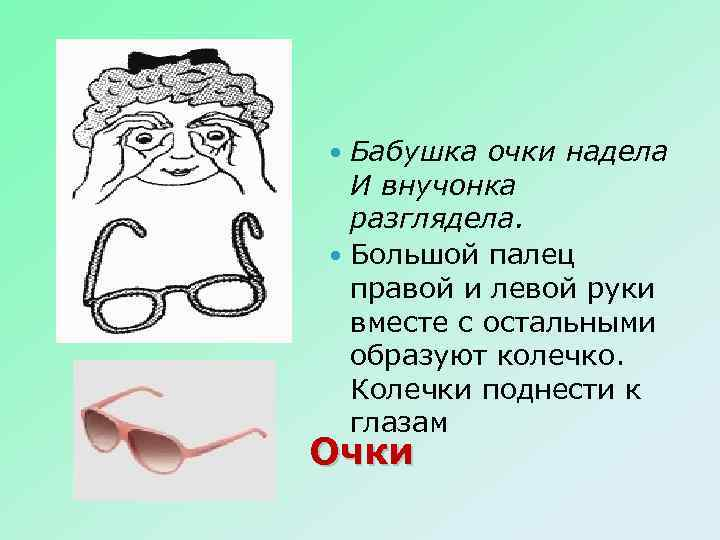 Бабушка очки надела
И внучонка
разглядела.
Большой палец
правой и левой руки
вместе с остальными
образуют колечко.
Колечки поднести к
глазам
Очки